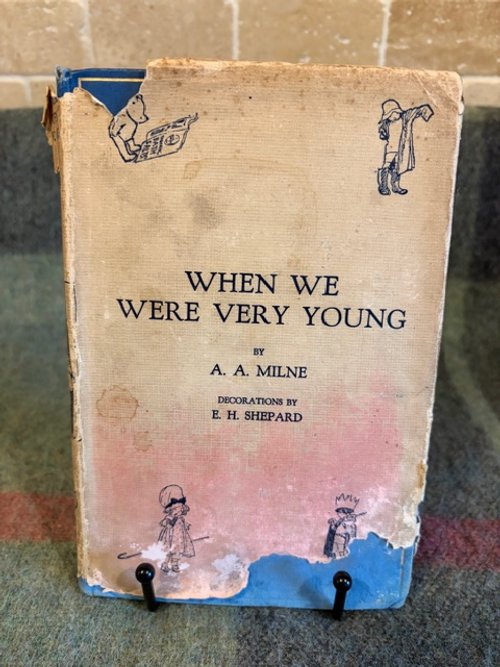 WHEN WE
WERE VERY YOUNG
BY
A. A. MILNE
DECORATIONS BY
E. H. SHEPARD